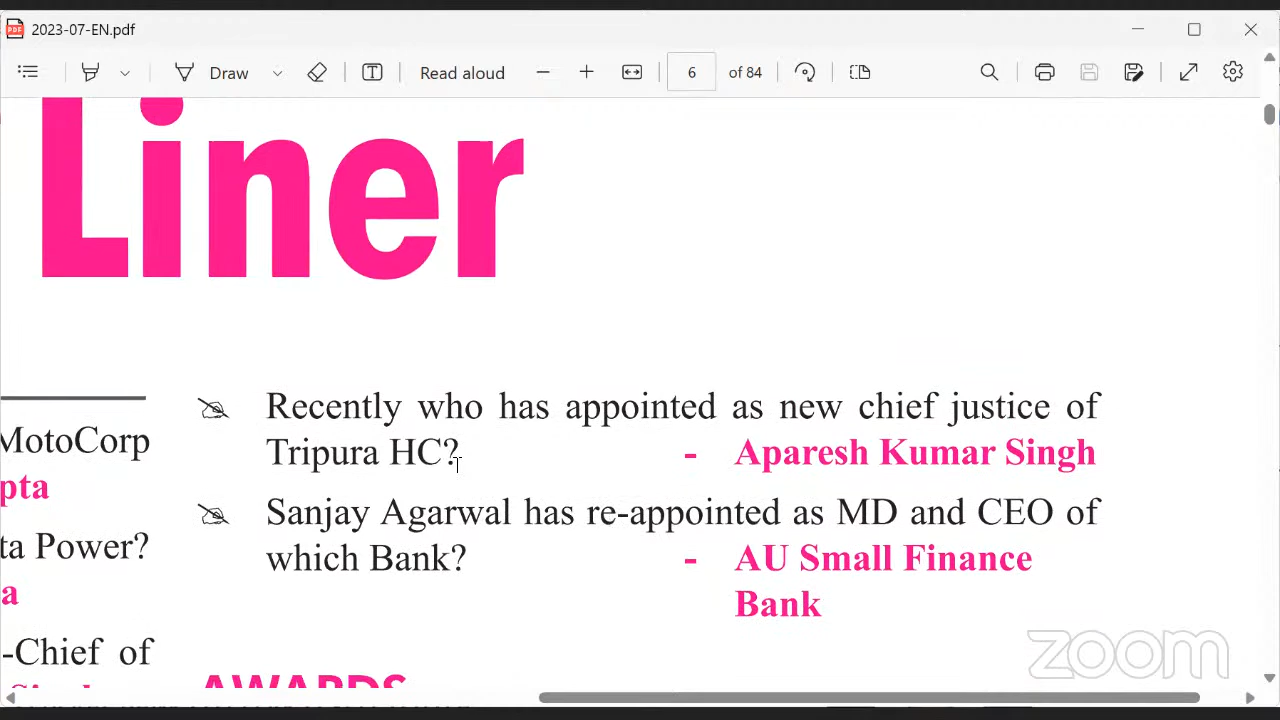 2023-07-EN.pdf
Draw
Read aloud
6 of 84
Liner
MotoCorp
pta
ta Power?
a
-Chief of
Recently who has appointed as new chief justice of
Tripura HC? - Aparesh Kumar Singh
Sanjay Agarwal has re-appointed as MD and CEO of
which Bank? - AU Small Finance
Bank
AWARDS
zoom